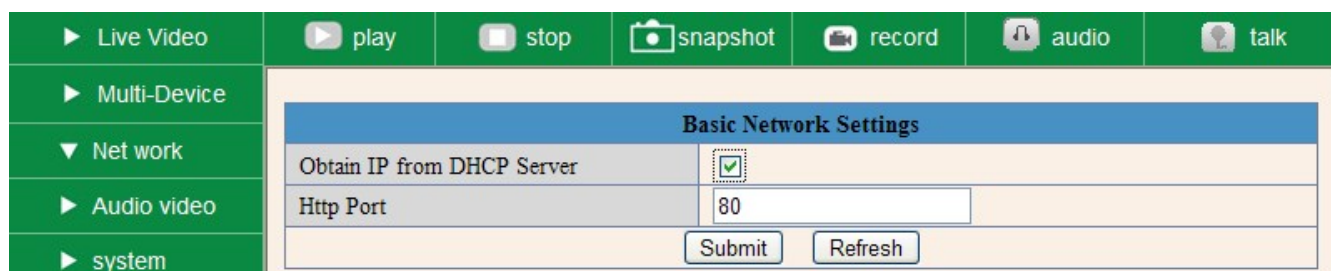 Live Video play stop snapshot record audio talk
Multi-Device
Basic Network Settings
Net work
Obtain IP from DHCP Server
Audio video
Http Port 80
Submit Refresh
system